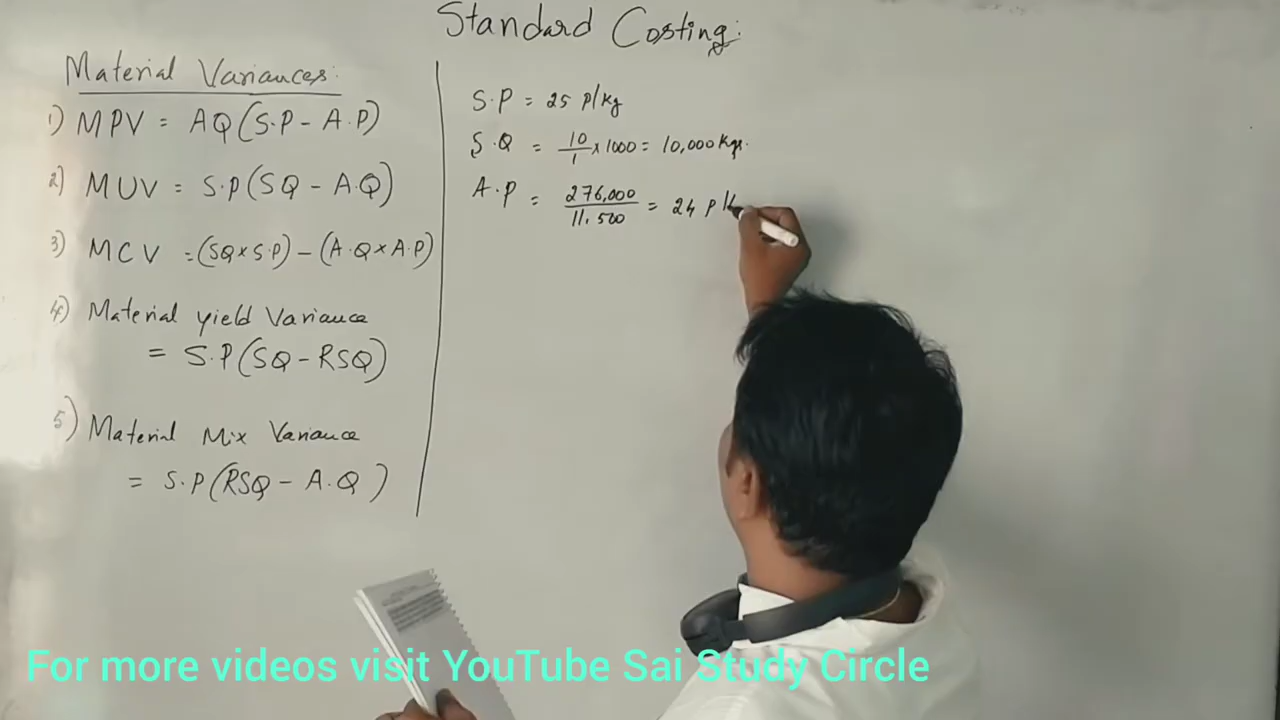 Standard Costing:
Material Variances:
1) MPV = AQ(S.P - A.P)
2) MUV = S.P(SQ - A.Q)
3) MCV = (SQ×S.P) - (A.Q×A.P)
4) Material yield Variance
= S.P(SQ - RSQ)
5) Material Mix Variance
= S.P(RSQ - A.Q)
S.P = 25 P/kg
S.Q = 10/1 × 1000 = 10,000 Kgs.
A.P = 276,000/11,500 = 24 P/k
For more videos visit YouTube Sai Study Circle